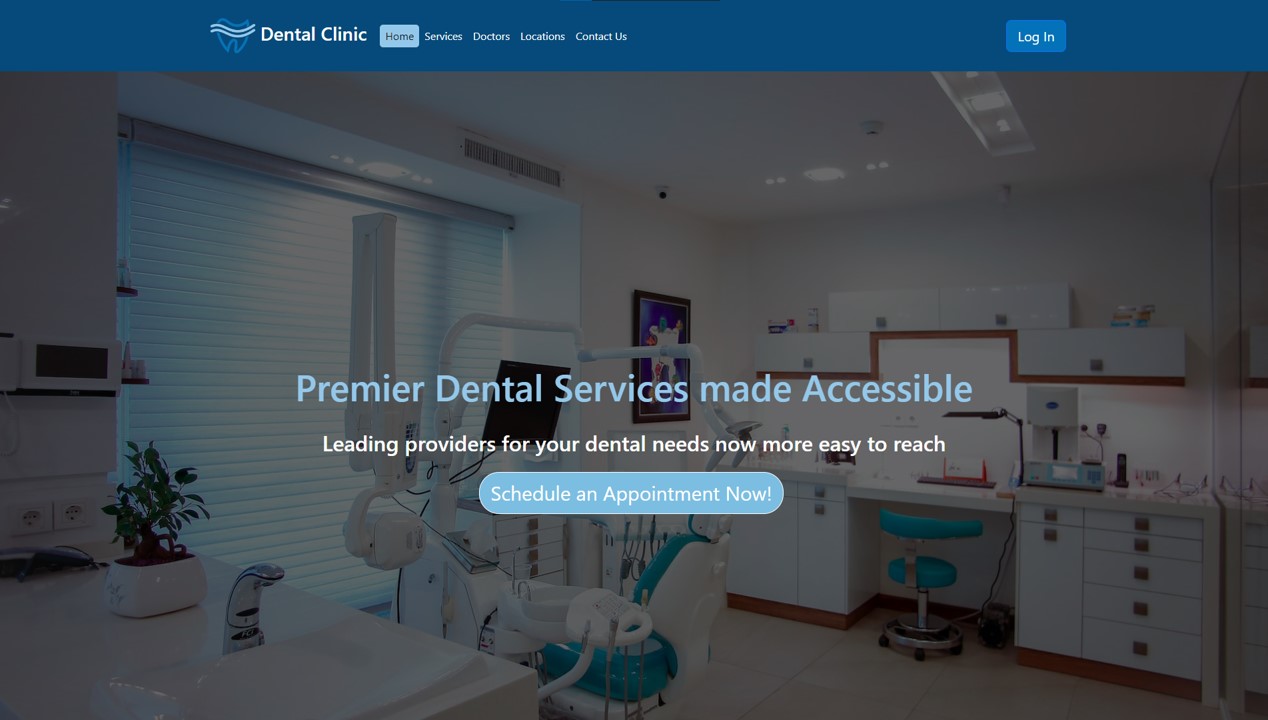 Dental Clinic
Home Services Doctors Locations Contact Us
Log In
Premier Dental Services made Accessible
Leading providers for your dental needs now more easy to reach
Schedule an Appointment Now!